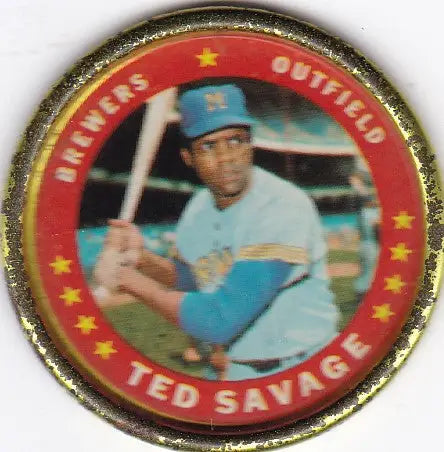 BREWERS
OUTFIELD
M
TED SAVAGE